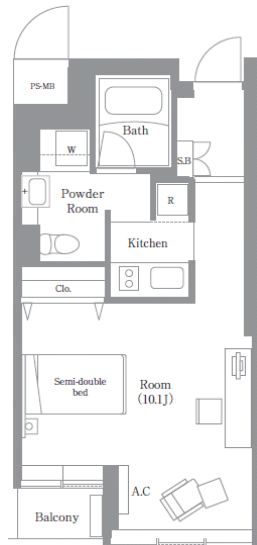 PS-MB
Bath
W
S.B
Powder
Room
R
Kitchen
Clo.
Semi-double
bed
Room
(10.1J)
A.C
Balcony